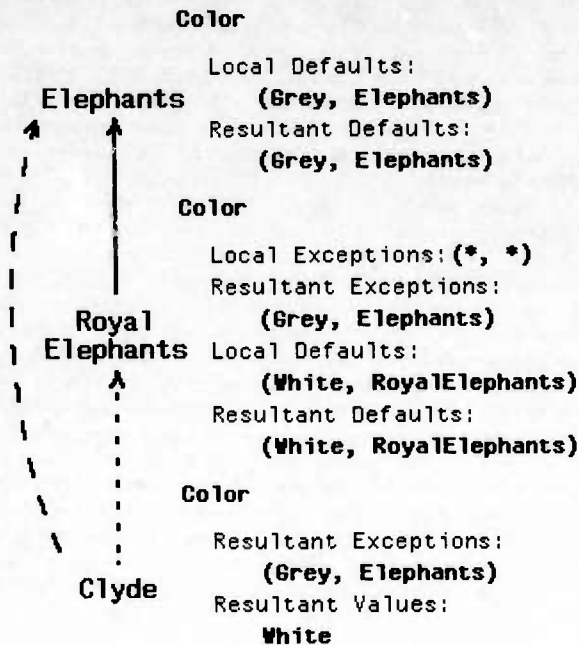 Color
Local Defaults:
Elephants
(Grey, Elephants)
Resultant Defaults:
(Grey, Elephants)
Color
Local Exceptions: (*, *)
Resultant Exceptions:
(Grey, Elephants)
Royal
Elephants
Local Defaults:
(White, RoyalElephants)
Resultant Defaults:
(White, RoyalElephants)
Color
Resultant Exceptions:
(Grey, Elephants)
Clyde
Resultant Values:
White